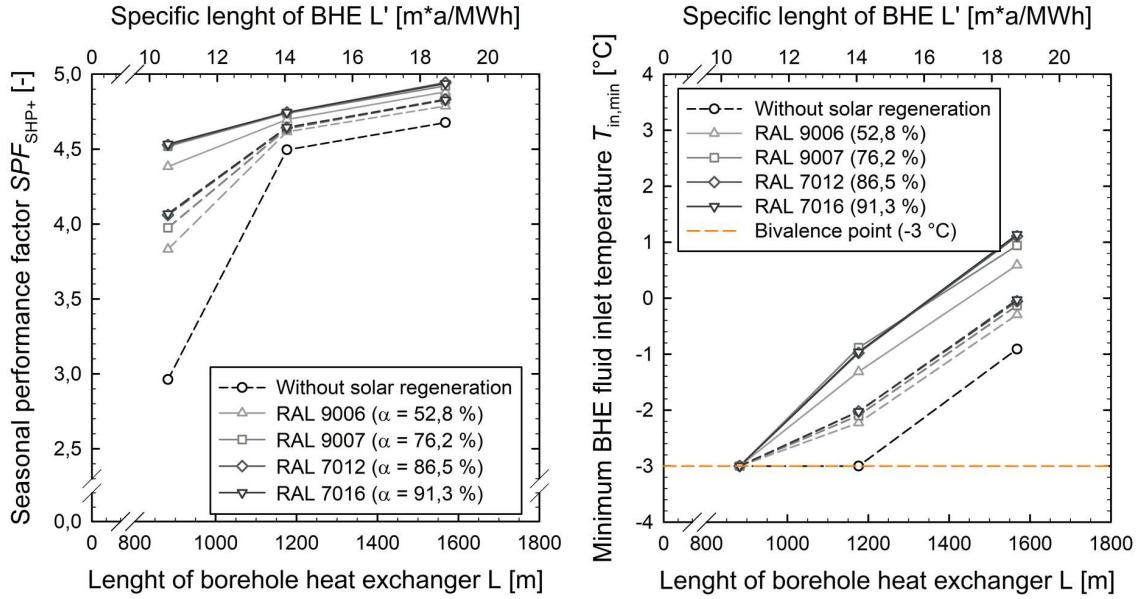 Specific lenght of BHE L' [m*a/MWh]
0 10 12 14 16 18 20
Seasonal performance factor SPF_SHP+ [-]
5,0
4,5
4,0
3,5
3,0
2,5
0,0
Without solar regeneration
RAL 9006 (α = 52,8 %)
RAL 9007 (α = 76,2 %)
RAL 7012 (α = 86,5 %)
RAL 7016 (α = 91,3 %)
0 800 1000 1200 1400 1600 1800
Lenght of borehole heat exchanger L [m]
Specific lenght of BHE L' [m*a/MWh]
0 10 12 14 16 18 20
Minimum BHE fluid inlet temperature T_in,min [°C]
4
3
2
1
0
-1
-2
-3
-4
Without solar regeneration
RAL 9006 (52,8 %)
RAL 9007 (76,2 %)
RAL 7012 (86,5 %)
RAL 7016 (91,3 %)
Bivalence point (-3 °C)
0 800 1000 1200 1400 1600 1800
Lenght of borehole heat exchanger L [m]